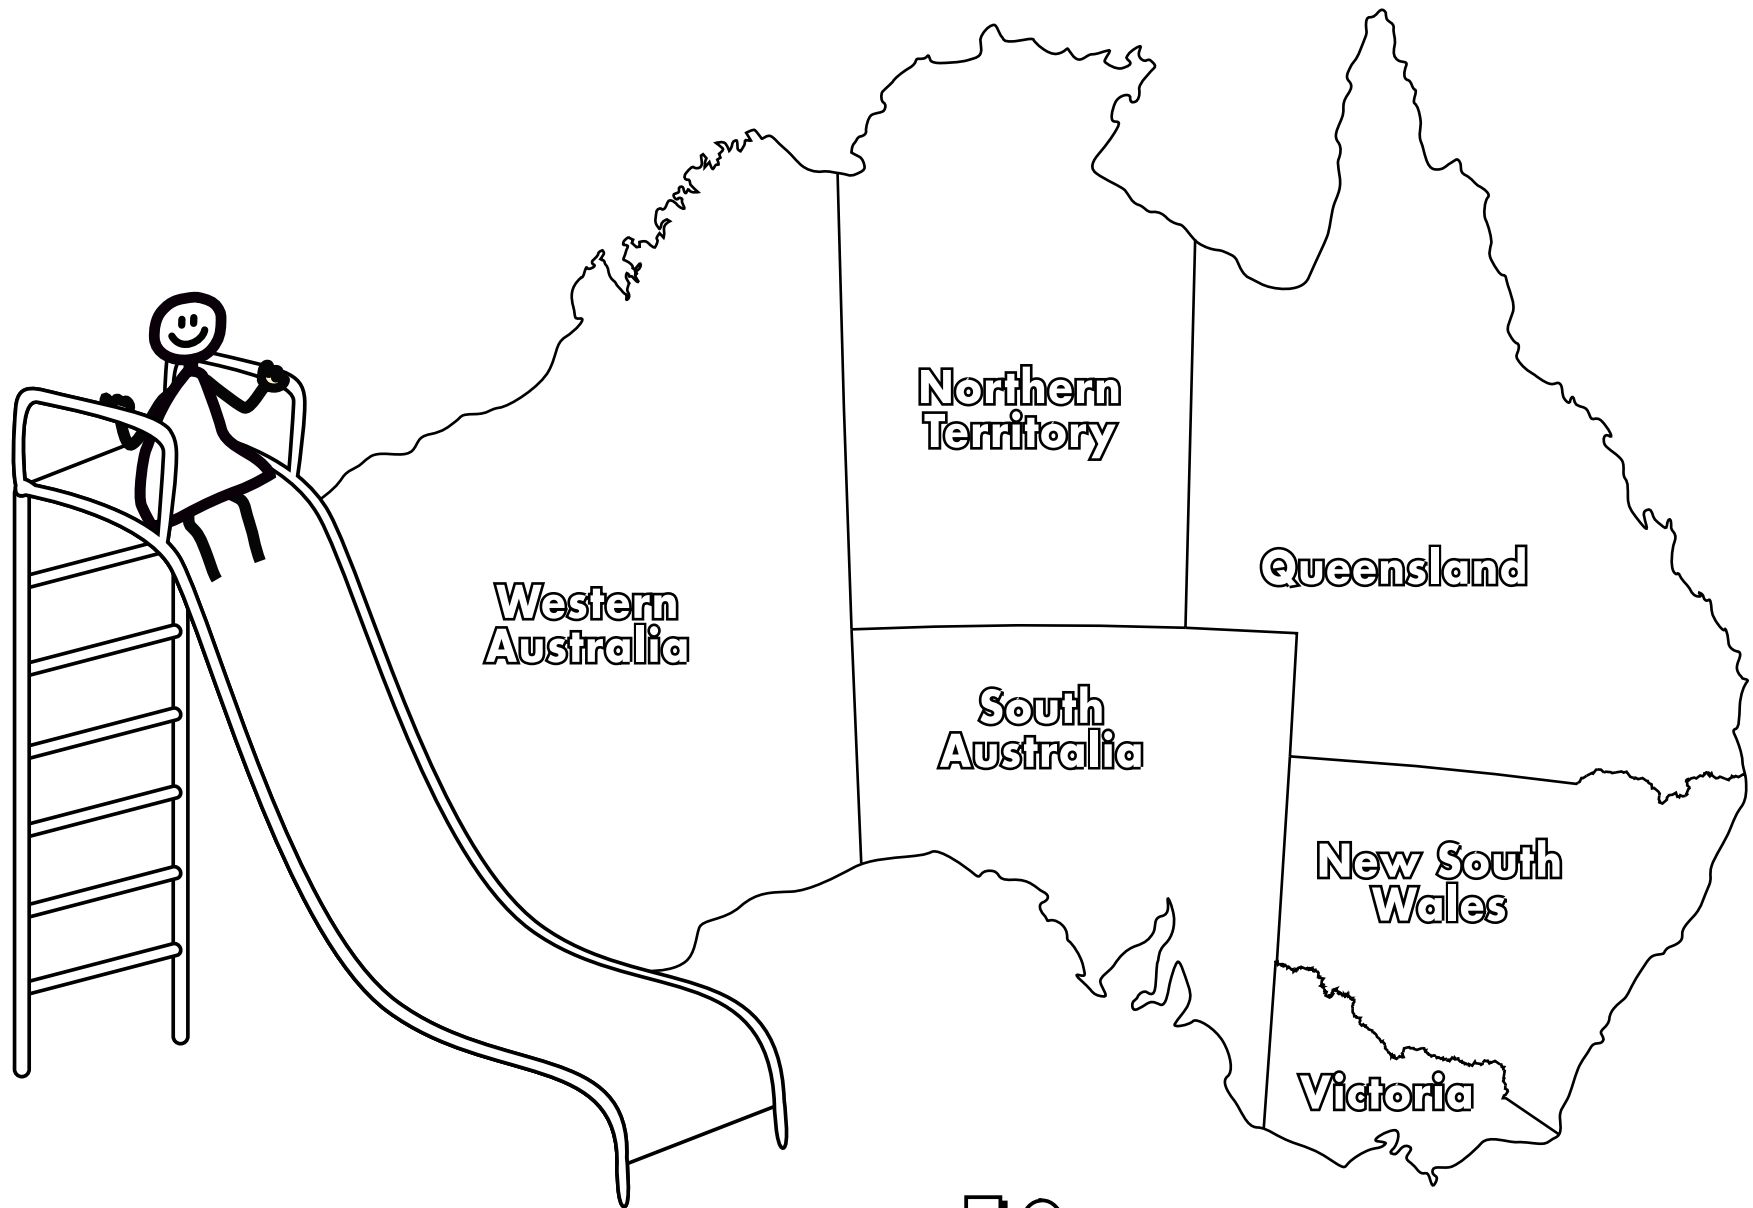 Northern
Territory
Queensland
Western
Australia
South
Australia
New South
Wales
Victoria